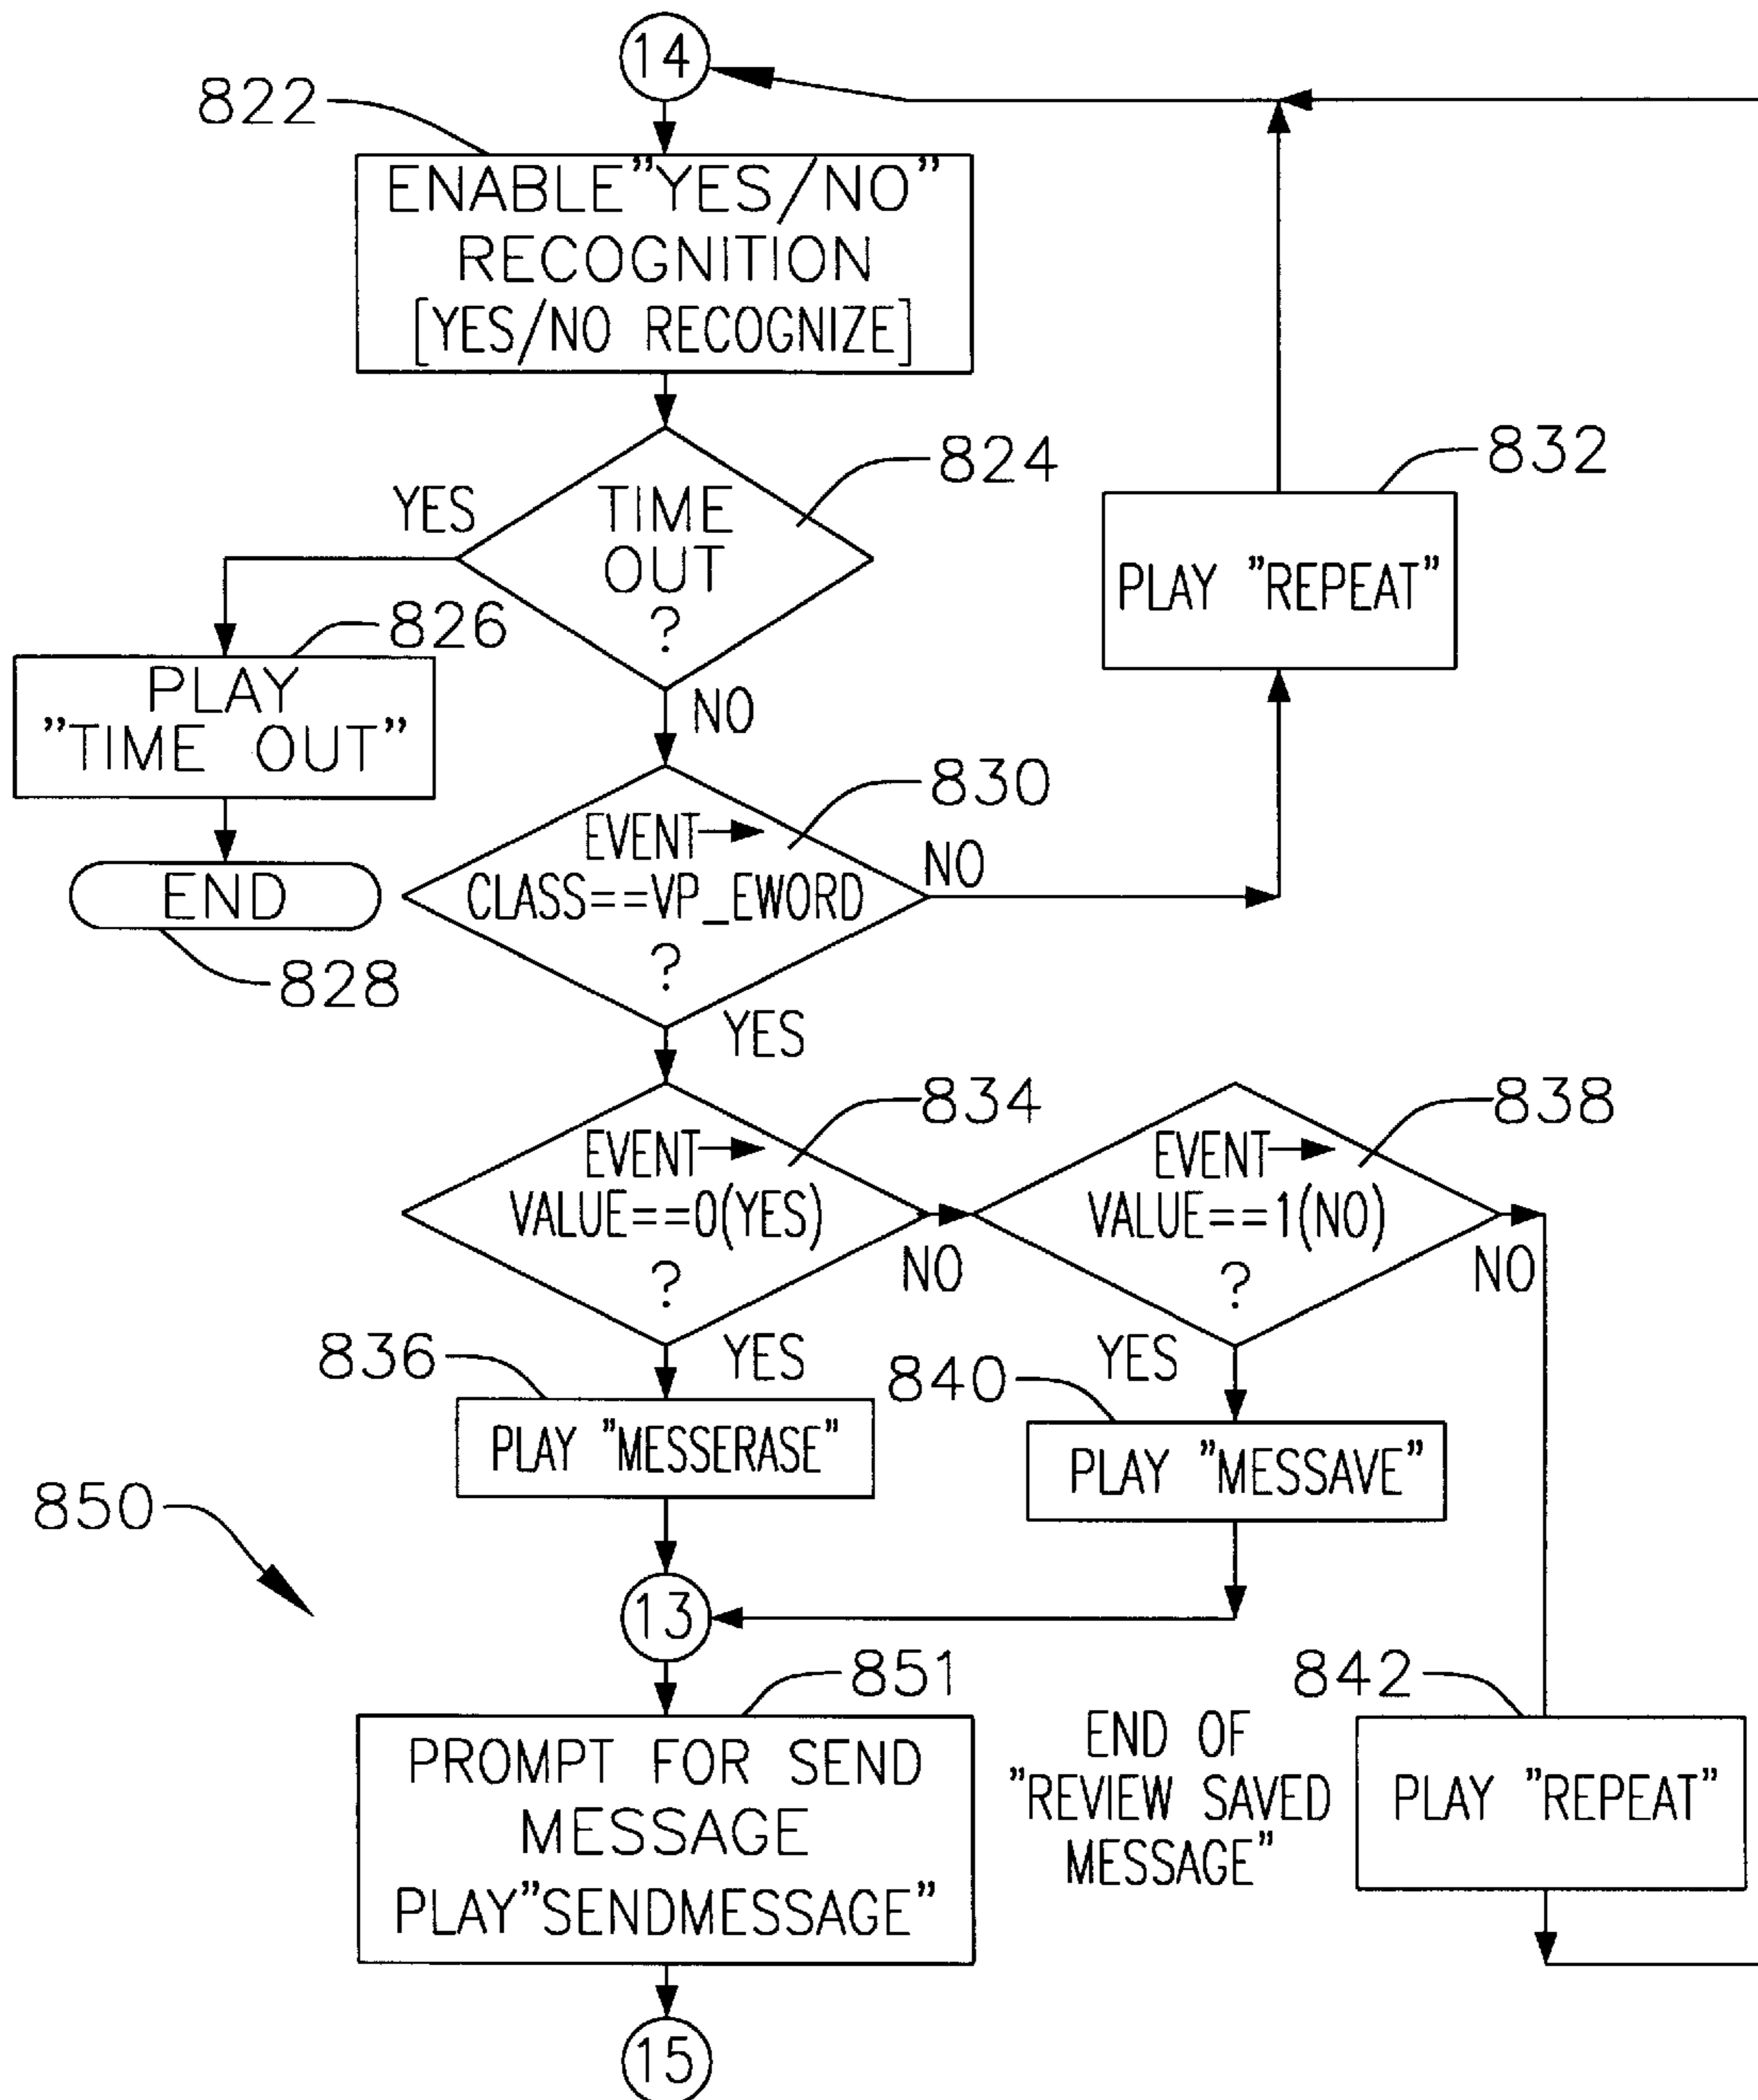 14
822
ENABLE"YES/NO"
RECOGNITION
[YES/NO RECOGNIZE]
824
YES
TIME
OUT
?
832
PLAY "REPEAT"
826
PLAY
"TIME OUT"
NO
830
EVENT→
CLASS==VP_EWORD
?
NO
END
828
YES
834
EVENT→
VALUE==0(YES)
?
NO
838
EVENT→
VALUE==1(NO)
?
NO
836
YES
PLAY "MESSERASE"
840
YES
PLAY "MESSAVE"
850
13
851
PROMPT FOR SEND
MESSAGE
PLAY"SENDMESSAGE"
END OF
"REVIEW SAVED
MESSAGE"
842
PLAY "REPEAT"
15